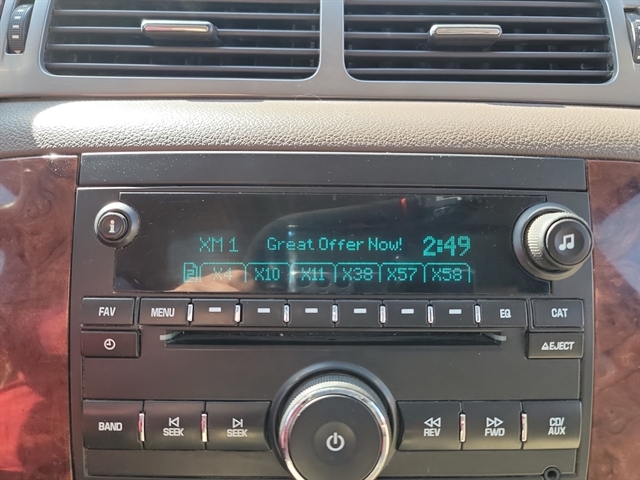 XM 1 Great Offer Now! 2:49
X4 X10 X11 X38 X57 X58
FAV MENU EQ CAT
EJECT
BAND SEEK SEEK REV FWD CD/
AUX